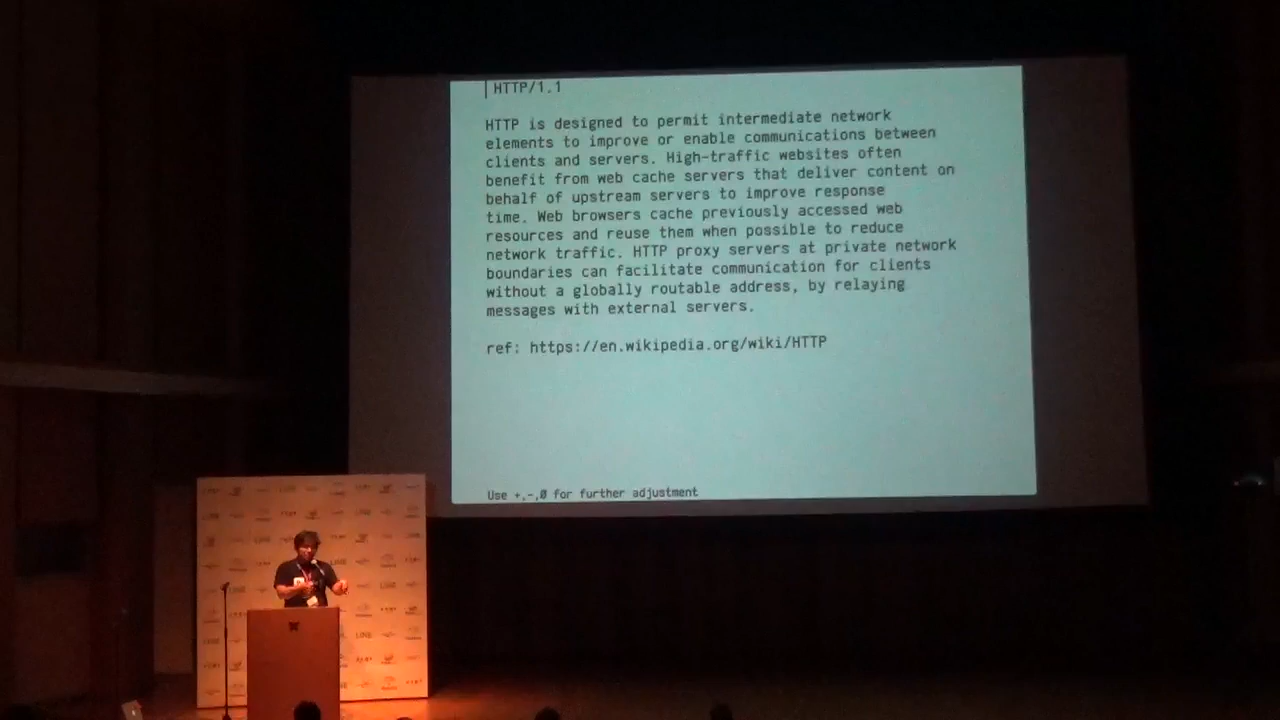 HTTP/1.1
HTTP is designed to permit intermediate network
elements to improve or enable communications between
clients and servers. High-traffic websites often
benefit from web cache servers that deliver content on
behalf of upstream servers to improve response
time. Web browsers cache previously accessed web
resources and reuse them when possible to reduce
network traffic. HTTP proxy servers at private network
boundaries can facilitate communication for clients
without a globally routable address, by relaying
messages with external servers.
ref: https://en.wikipedia.org/wiki/HTTP
Use +,-,0 for further adjustment